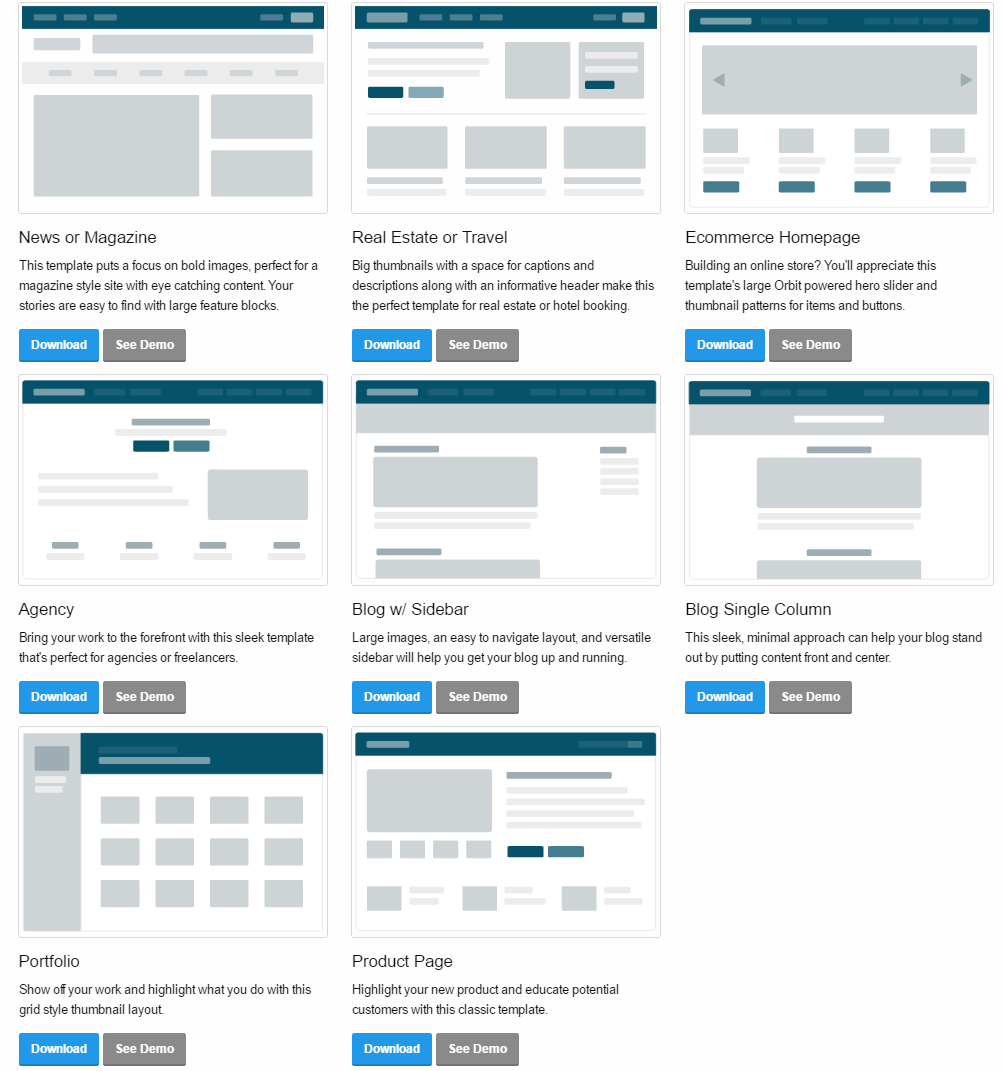 News or Magazine
This template puts a focus on bold images, perfect for a
magazine style site with eye catching content. Your
stories are easy to find with large feature blocks.
Download
See Demo
Real Estate or Travel
Big thumbnails with a space for captions and
descriptions along with an informative header make this
the perfect template for real estate or hotel booking.
Download
See Demo
Ecommerce Homepage
Building an online store? You'll appreciate this
template's large Orbit powered hero slider and
thumbnail patterns for items and buttons.
Download
See Demo
Agency
Bring your work to the forefront with this sleek template
that's perfect for agencies or freelancers.
Download
See Demo
Blog w/ Sidebar
Large images, an easy to navigate layout, and versatile
sidebar will help you get your blog up and running.
Download
See Demo
Blog Single Column
This sleek, minimal approach can help your blog stand
out by putting content front and center.
Download
See Demo
Portfolio
Show off your work and highlight what you do with this
grid style thumbnail layout.
Download
See Demo
Product Page
Highlight your new product and educate potential
customers with this classic template.
Download
See Demo